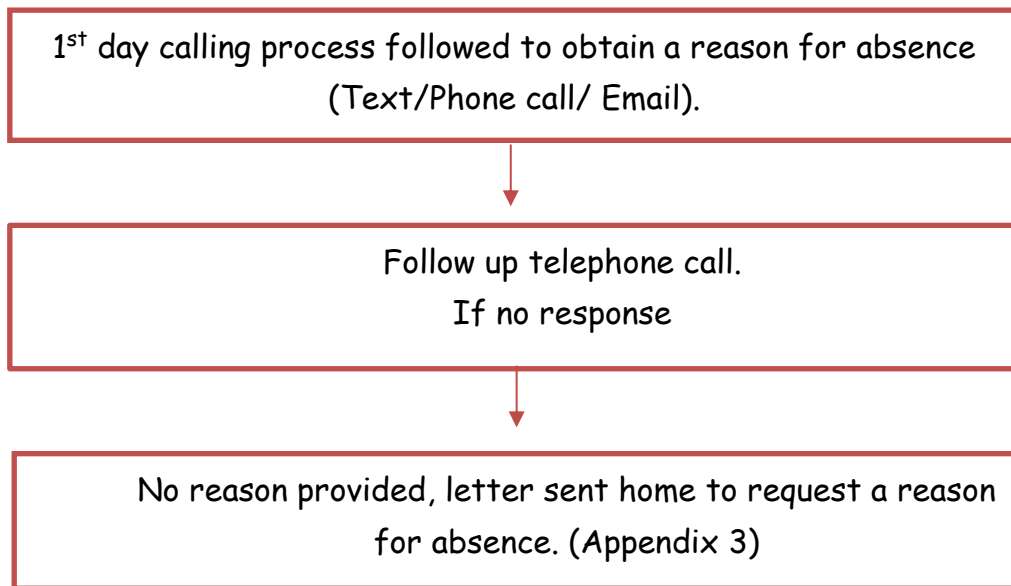 1st day calling process followed to obtain a reason for absence
(Text/Phone call/ Email).
Follow up telephone call.
If no response
No reason provided, letter sent home to request a reason
for absence. (Appendix 3)